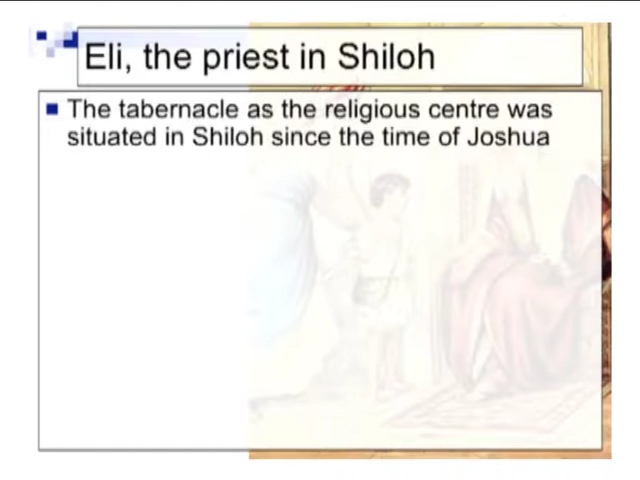 Eli, the priest in Shiloh
The tabernacle as the religious centre was
situated in Shiloh since the time of Joshua